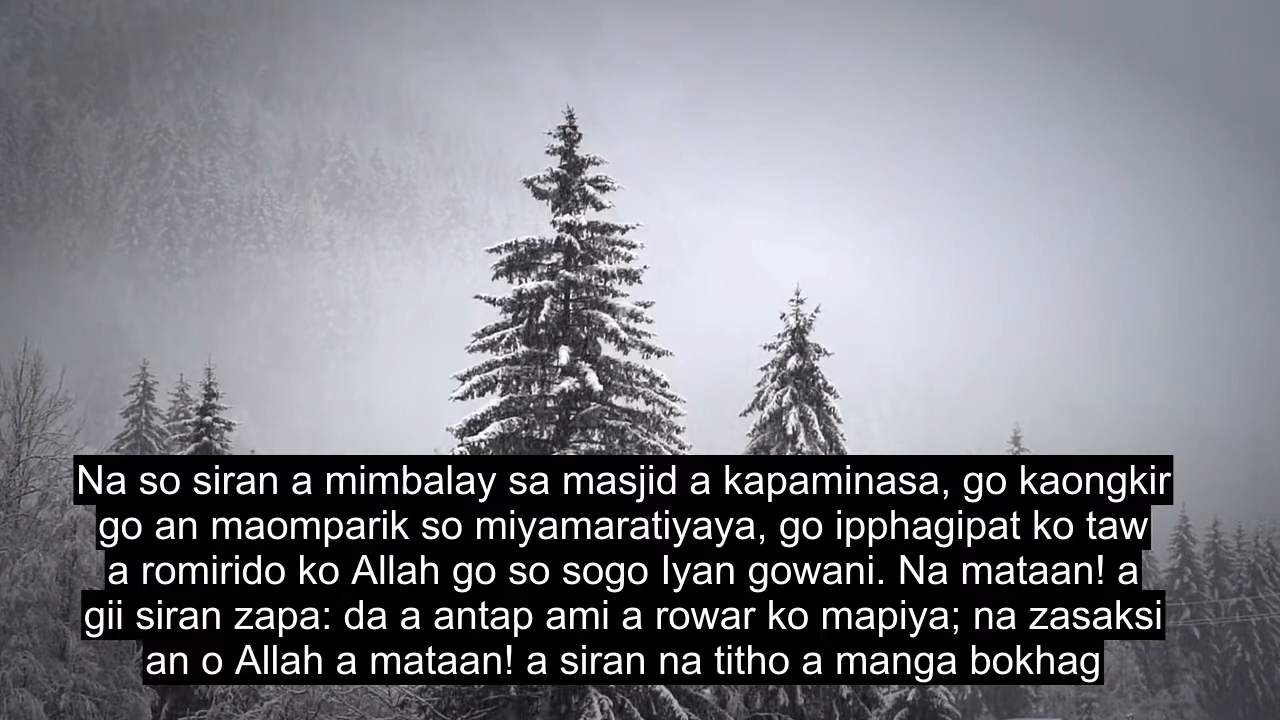 Na so siran a mimbalay sa masjid a kapaminasa, go kaongkir
go an maomparik so miyamaratiyaya, go ipphagipat ko taw
a romirido ko Allah go so sogo Iyan gowani. Na mataan! a
gii siran zapa: da a antap ami a rowar ko mapiya; na zasaksi
an o Allah a mataan! a siran na titho a manga bokhag